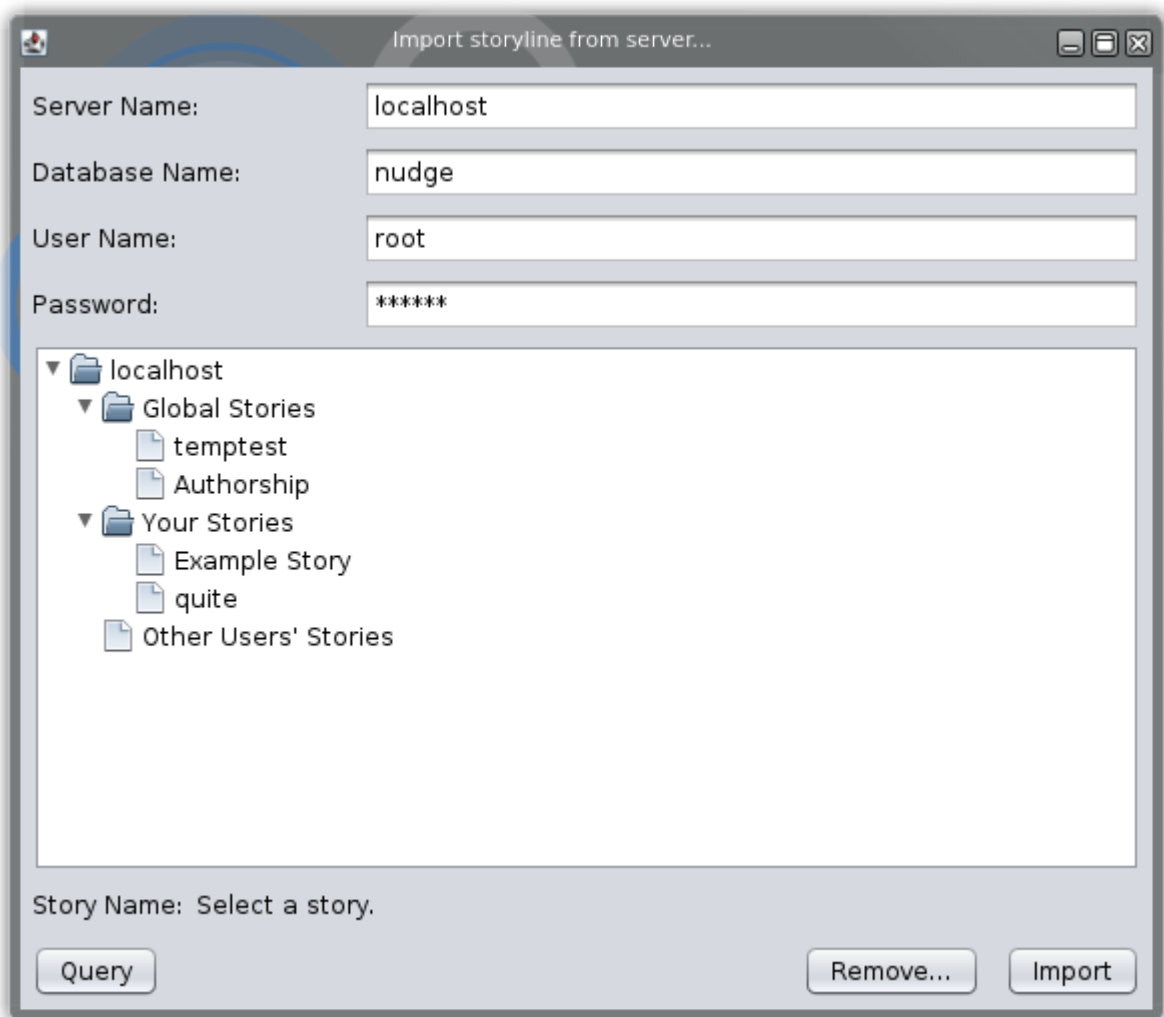 Import storyline from server...
Server Name: localhost
Database Name: nudge
User Name: root
Password: ******
localhost
Global Stories
temptest
Authorship
Your Stories
Example Story
quite
Other Users' Stories
Story Name: Select a story.
Query Remove... Import